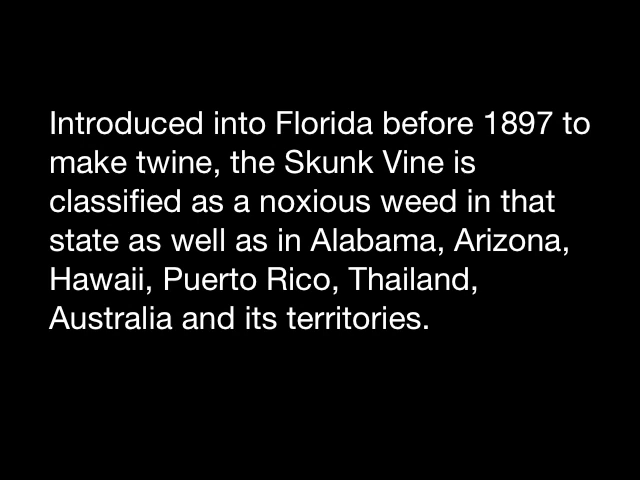 Introduced into Florida before 1897 to
make twine, the Skunk Vine is
classified as a noxious weed in that
state as well as in Alabama, Arizona,
Hawaii, Puerto Rico, Thailand,
Australia and its territories.